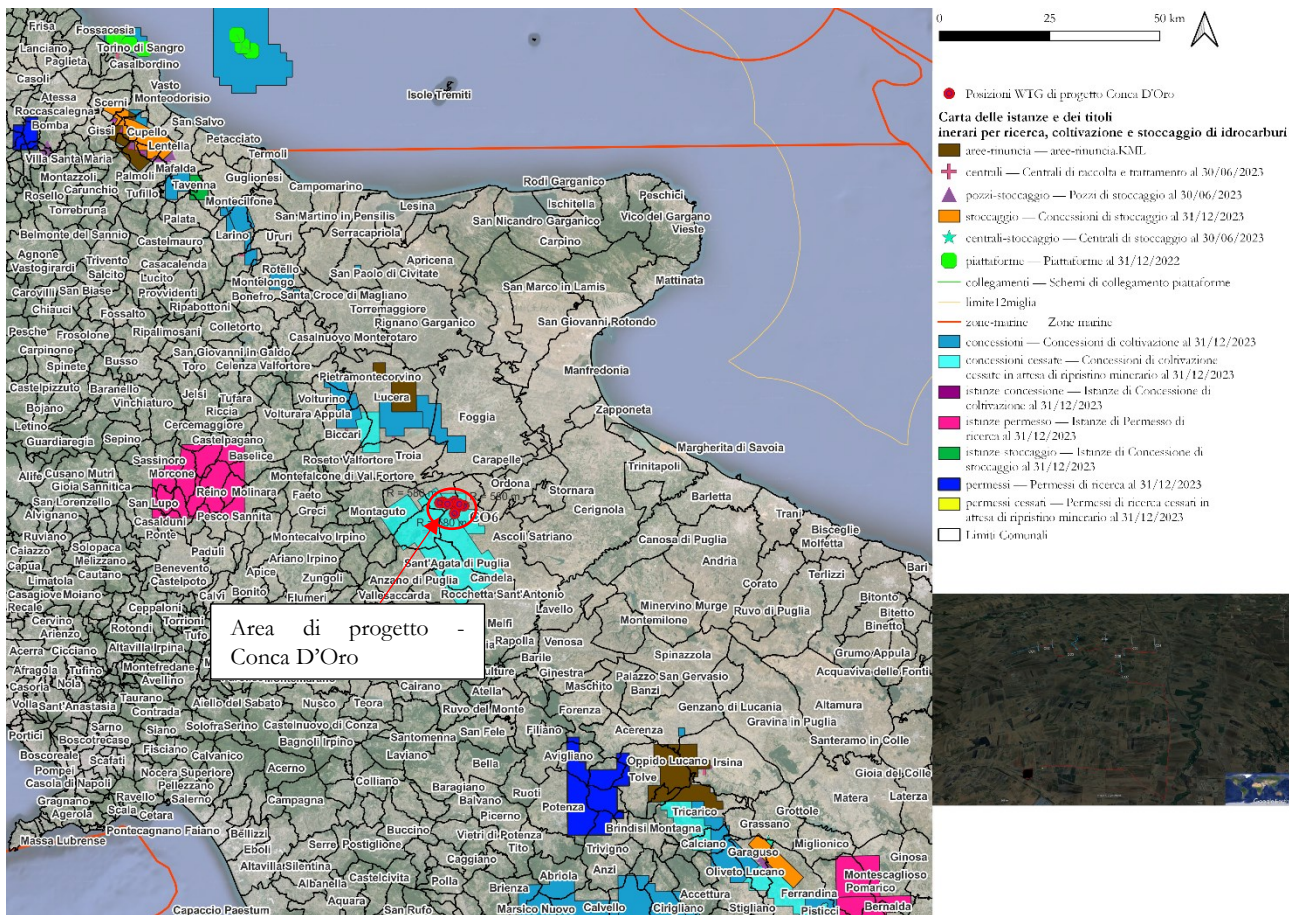 Frisa
Fossacesia
Lanciano
Torino di Sangro
Paglieta
Casalbordino
Casoli
Vasto
Atessa
Scerni
Monteodorisio
Roccascalegna
San Salvo
Bomba
Gissi
Cupello
Petacciato
Lentella
Termoli
Villa Santa Maria
Mafalda
Guglionesi
Montazzoli
Palmoli
Tavenna
Campomarino
Rosello
Carunchio
Tufillo
Montecilfone
Torrebruna
Palata
San Martino in Pensilis
Lesina
Rodi Garganico
Peschici
Isole Tremiti
Ischitella
Vico del Gargano
San Nicandro Garganico
Vieste
Belmonte del Sannio
Larino
Ururi
Serracapriola
Carpino
Castelmauro
Agnone
Trivento
Casacalenda
Apricena
Vastogirardi
Salcito
Lucito
Rotello
San Paolo di Civitate
San Marco in Lamis
Mattinata
Carovilli
San Biase
Provvidenti
Montelongo
Bonefro
Santa Croce di Magliano
Chiauci
Fossalto
Ripabottoni
Torremaggiore
Rignano Garganico
San Giovanni Rotondo
Pesche
Frosolone
Ripalimosani
Colletorto
Casalnuovo Monterotaro
Carpinone
Busso
San Giovanni in Galdo
Spinete
Toro
Celenza Valfortore
Manfredonia
Castelpizzuto
Baranello
Jelsi
Tufara
Pietramontecorvino
Vinchiaturo
Volturino
Lucera
Bojano
Riccia
Volturara Appula
Foggia
Zapponeta
Letino
Cercemaggiore
Guardiaregia
Sepino
Castelpagano
Biccari
Margherita di Savoia
Sassinoro
Baselice
Roseto Valfortore
Troia
Carapelle
Trinitapoli
Alife
Cusano Mutri
Morcone
Montefalcone di Val Fortore
Ordona
Gioia Sannitica
Reino
Molinara
Faeto
Stornara
Barletta
San Lorenzello
San Lupo
Greci
Montaguto
Cerignola
Trani
Alvignano
Casalduni
Pesco Sannita
CO6
Bisceglie
Ruviano
Ponte
Montecalvo Irpino
Ascoli Satriano
Canosa di Puglia
Molfetta
Caiazzo
Solopaca
Paduli
Capua
Melizzano
Benevento
Ariano Irpino
Sant'Agata di Puglia
Andria
Terlizzi
Bari
Limatola
Cautano
Castelpoto
Apice
Zungoli
Anzano di Puglia
Candela
Corato
Casagiove
Moiano
Calvi
Bonito
Flumeri
Vallesaccarda
Rocchetta Sant'Antonio
Bitonto
Recale
Ceppaloni
Lavello
Minervino Murge
Ruvo di Puglia
Bitetto
Cervino
Rotondi
Torrioni
Melfi
Montemilone
Binetto
Arienzo
Tufo
Rapolla
Venosa
Acerra
Cicciano
Altavilla Irpina
Barile
Spinazzola
Grumo Appula
Afragola
Tufino
Montefredane
Ginestra
Acquaviva delle Fonti
Casoria
Nola
Avellino
Cairano
Atella
Maschito
Palazzo San Gervasio
Volla
Sant'Anastasia
Taurano
Aiello del Sabato
Nusco
Teora
Ruvo del Monte
Forenza
Banzi
Altamura
Contrada
Genzano di Lucania
Portici
Sarno
Siano
Solofra
Serino
Castelnuovo di Conza
Santomenna
San Fele
Filiano
Acerenza
Gravina in Puglia
Boscotrecase
Fisciano
Calvanico
Bagnoli Irpino
Laviano
Avigliano
Santeramo in Colle
Boscoreale
Scafati
Bella
Oppido Lucano
Irsina
Pompei
Nocera Superiore
Acerno
Tolve
Gioia del Colle
Casola di Napoli
Pellezzano
Colliano
Baragiano
Ruoti
Matera
Laterza
Gragnano
Ravello
Salerno
Campagna
Balvano
Potenza
Agerola
Scala
Cetara
Picerno
Tricarico
Grottole
Pontecagnano Faiano
Buccino
Brindisi Montagna
Grassano
Massa Lubrense
Bellizzi
Vietri di Potenza
Calciano
Miglionico
Eboli
Serre
Postiglione
Tito
Trivigno
Garaguso
Ginosa
Altavilla Silentina
Caggiano
Anzi
Oliveto Lucano
Montescaglioso
Castelcivita
Polla
Abriola
Pomarico
Albanella
Brienza
Accettura
Ferrandina
Bernalda
Aquara
Calvello
Stigliano
Pisticci
Capaccio Paestum
San Rufo
Marsico Nuovo
Cirigliano
Area di progetto -
Conca D'Oro
0 25 50 km
Posizioni WTG di progetto Conca D'Oro
Carta delle istanze e dei titoli
inerari per ricerca, coltivazione e stoccaggio di idrocarburi
aree-rinuncia — aree-rinuncia.KML
centrali — Centrali di raccolta e trattamento al 30/06/2023
pozzi-stoccaggio — Pozzi di stoccaggio al 30/06/2023
stoccaggio — Concessioni di stoccaggio al 31/12/2023
centrali-stoccaggio — Centrali di stoccaggio al 30/06/2023
piattaforme — Piattaforme al 31/12/2022
collegamenti — Schemi di collegamento piattaforme
limite12miglia
zone-marine — Zone marine
concessioni — Concessioni di coltivazione al 31/12/2023
concessioni cessate — Concessioni di coltivazione
cessate in attesa di ripristino minerario al 31/12/2023
istanze concessione — Istanze di Concessione di
coltivazione al 31/12/2023
istanze permesso — Istanze di Permesso di
ricerca al 31/12/2023
istanze stoccaggio — Istanze di Concessione di
stoccaggio al 31/12/2023
permessi — Permessi di ricerca al 31/12/2023
permessi cessati — Permessi di ricerca cessati in
attesa di ripristino minerario al 31/12/2023
Limiti Comunali